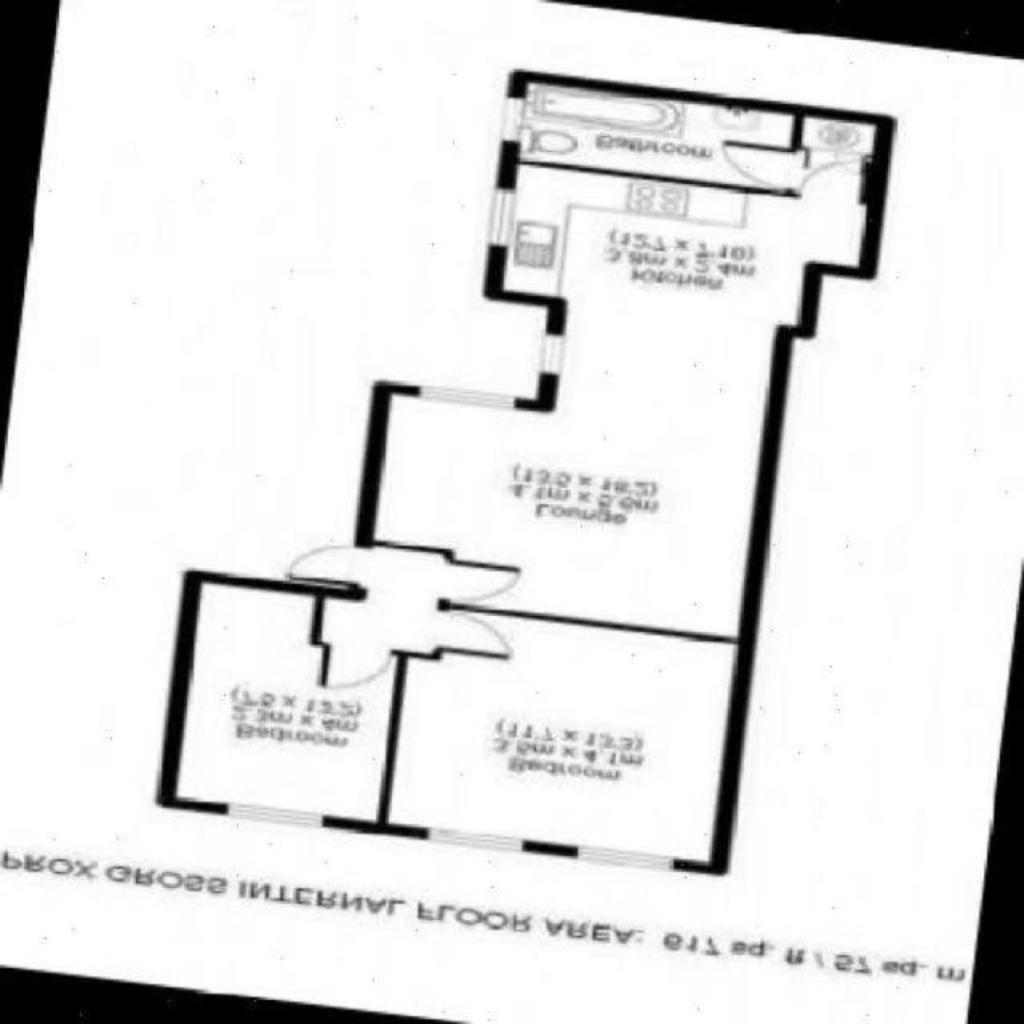 Bathroom
Kitchen
3.8m x 2.4m
(12'7 x 7'10)
Lounge
4.1m x 5.6m
(13'5 x 18'2)
Bedroom
2.3m x 4m
(7'5 x 13'2)
Bedroom
3.5m x 4.1m
(11'7 x 13'3)
PROX GROSS INTERNAL FLOOR AREA: 617 sq. ft / 57 sq. m